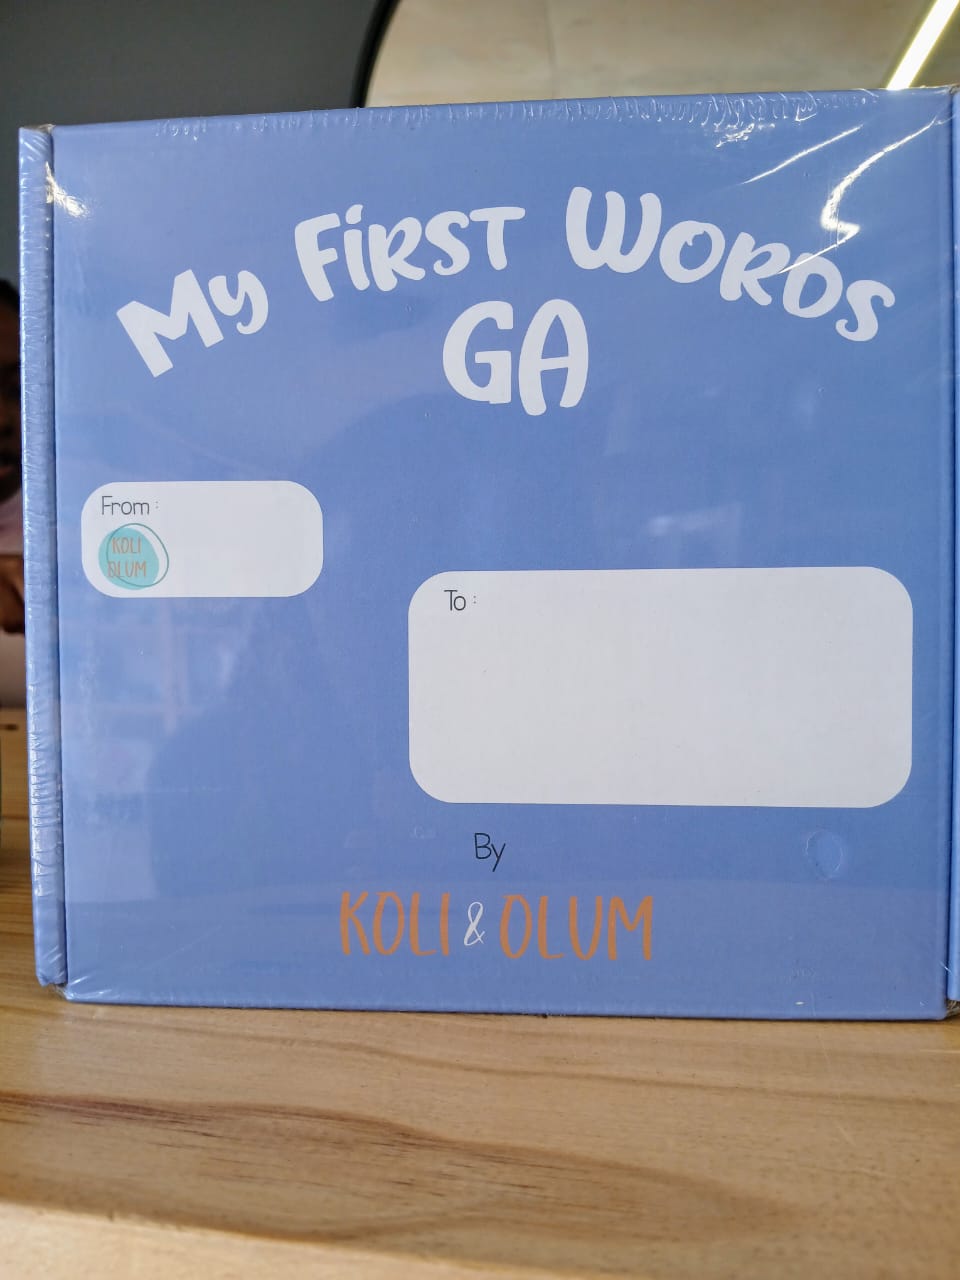 My First Words
GA
From :
KOLI
OLUM
To :
By
KOLI & OLUM